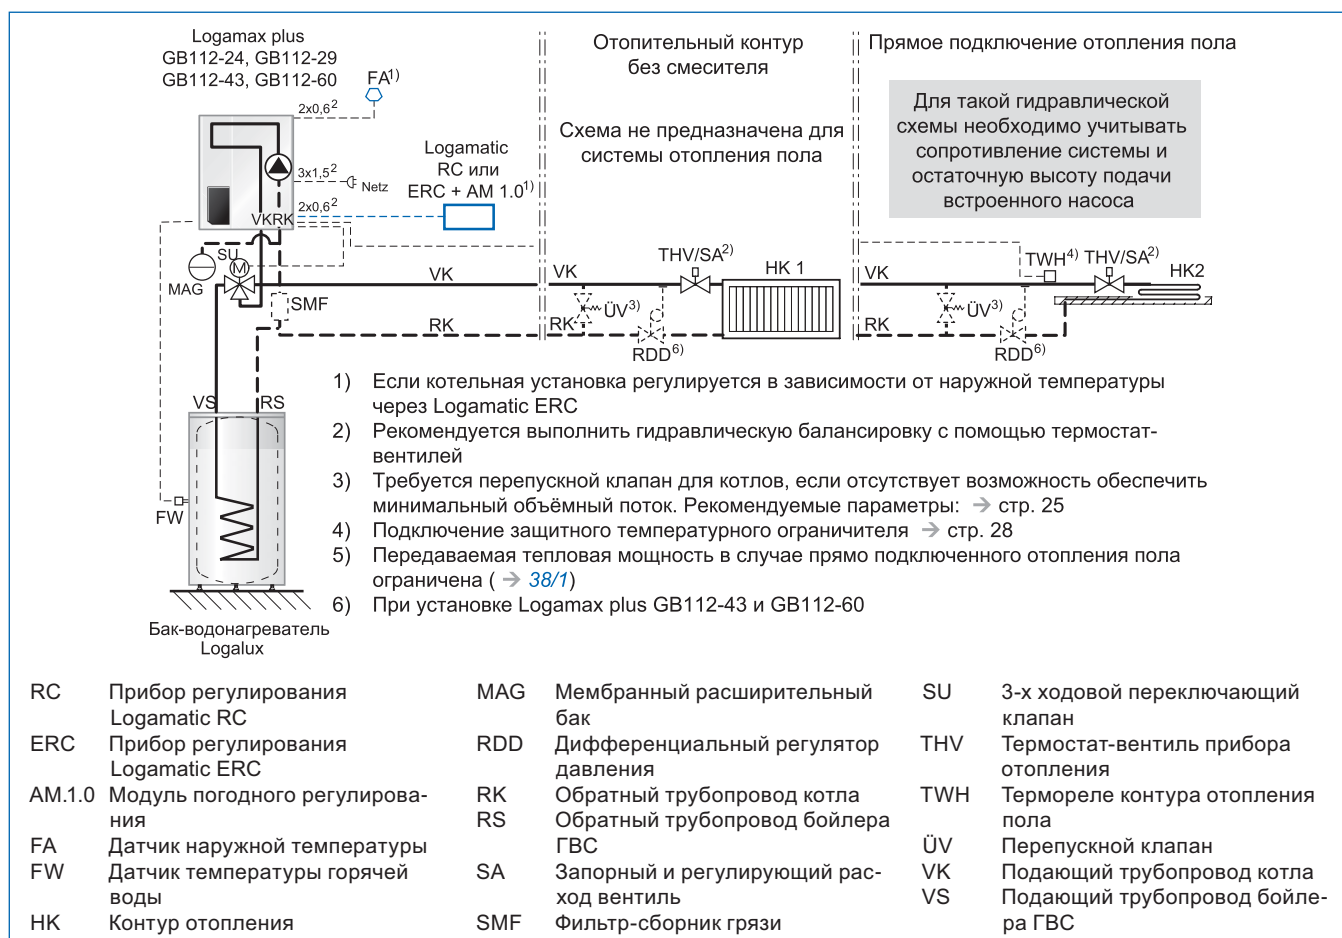 Logamax plus
GB112-24, GB112-29
GB112-43, GB112-60
FA1)
2x0,6²
3x1,5²
Netz
2x0,6²
VK RK
Logamatic
RC или
ERC + AM 1.01)
Отопительный контур
без смесителя
Схема не предназначена для
системы отопления пола
Прямое подключение отопления пола
Для такой гидравлической
схемы необходимо учитывать
сопротивление системы и
остаточную высоту подачи
встроенного насоса
SU
M
MAG
SMF
VK
RK
VK
RK
THV/SA2)
HK 1
ÜV3)
RDD6)
VK
RK
TWH4)
THV/SA2)
HK2
ÜV3)
RDD6)
VS
RS
FW
Бак-водонагреватель
Logalux
1) Если котельная установка регулируется в зависимости от наружной температуры
через Logamatic ERC
2) Рекомендуется выполнить гидравлическую балансировку с помощью термостат-
вентилей
3) Требуется перепускной клапан для котлов, если отсутствует возможность обеспечить
минимальный объёмный поток. Рекомендуемые параметры: → стр. 25
4) Подключение защитного температурного ограничителя → стр. 28
5) Передаваемая тепловая мощность в случае прямо подключенного отопления пола
ограничена ( → 38/1)
6) При установке Logamax plus GB112-43 и GB112-60
RC Прибор регулирования
Logamatic RC
ERC Прибор регулирования
Logamatic ERC
AM.1.0 Модуль погодного регулирова-
ния
FA Датчик наружной температуры
FW Датчик температуры горячей
воды
HK Контур отопления
MAG Мембранный расширительный
бак
RDD Дифференциальный регулятор
давления
RK Обратный трубопровод котла
RS Обратный трубопровод бойлера
ГВС
SA Запорный и регулирующий рас-
ход вентиль
SMF Фильтр-сборник грязи
SU 3-х ходовой переключающий
клапан
THV Термостат-вентиль прибора
отопления
TWH Термореле контура отопления
пола
ÜV Перепускной клапан
VK Подающий трубопровод котла
VS Подающий трубопровод бойле-
ра ГВС